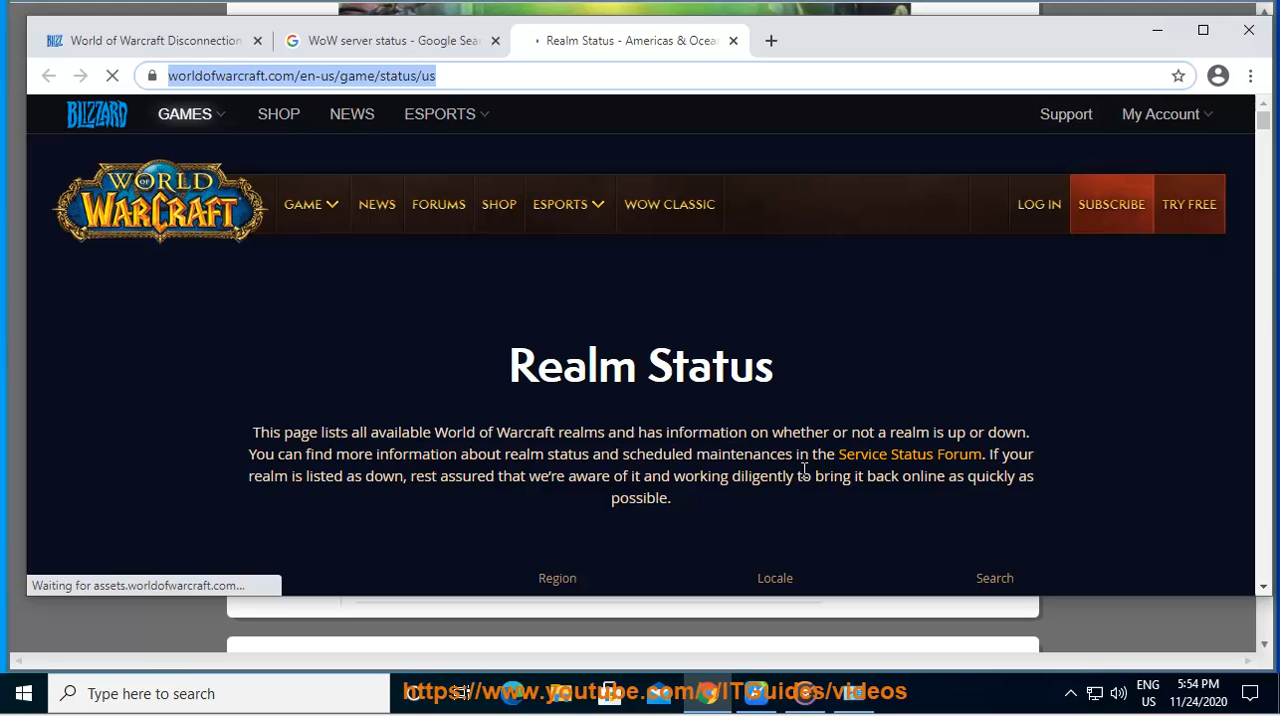 World of Warcraft Disconnection
WoW server status - Google Sea
Realm Status - Americas & Ocea
worldofwarcraft.com/en-us/game/status/us
BLIZZARD
GAMES
SHOP
NEWS
ESPORTS
Support
My Account
WORLD
OF
WARCRAFT
GAME
NEWS
FORUMS
SHOP
ESPORTS
WOW CLASSIC
LOG IN
SUBSCRIBE
TRY FREE
Realm Status
This page lists all available World of Warcraft realms and has information on whether or not a realm is up or down.
You can find more information about realm status and scheduled maintenances in the Service Status Forum. If your
realm is listed as down, rest assured that we're aware of it and working diligently to bring it back online as quickly as
possible.
Region
Locale
Search
Waiting for assets.worldofwarcraft.com...
Type here to search
ENG
US
5:54 PM
11/24/2020